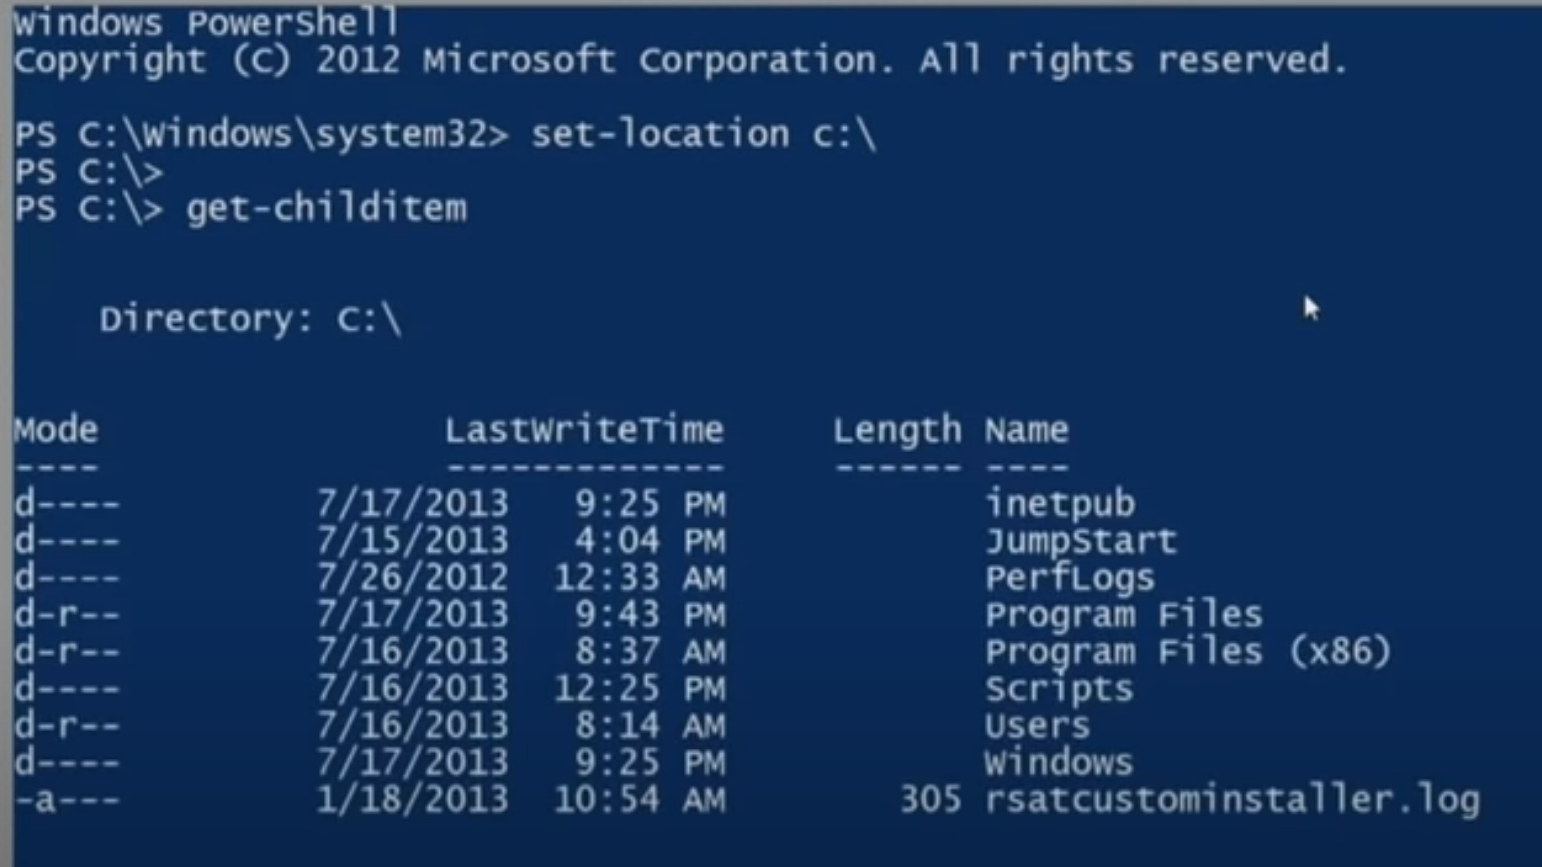 Windows PowerShell
Copyright (C) 2012 Microsoft Corporation. All rights reserved.
PS C:\Windows\system32> set-location c:\
PS C:\>
PS C:\> get-childitem
Directory: C:\
Mode LastWriteTime Length Name
---- ------------- ------ ----
d---- 7/17/2013 9:25 PM inetpub
d---- 7/15/2013 4:04 PM JumpStart
d---- 7/26/2012 12:33 AM PerfLogs
d-r-- 7/17/2013 9:43 PM Program Files
d-r-- 7/16/2013 8:37 AM Program Files (x86)
d---- 7/16/2013 12:25 PM Scripts
d-r-- 7/16/2013 8:14 AM Users
d---- 7/17/2013 9:25 PM Windows
-a--- 1/18/2013 10:54 AM 305 rsatcustominstaller.log